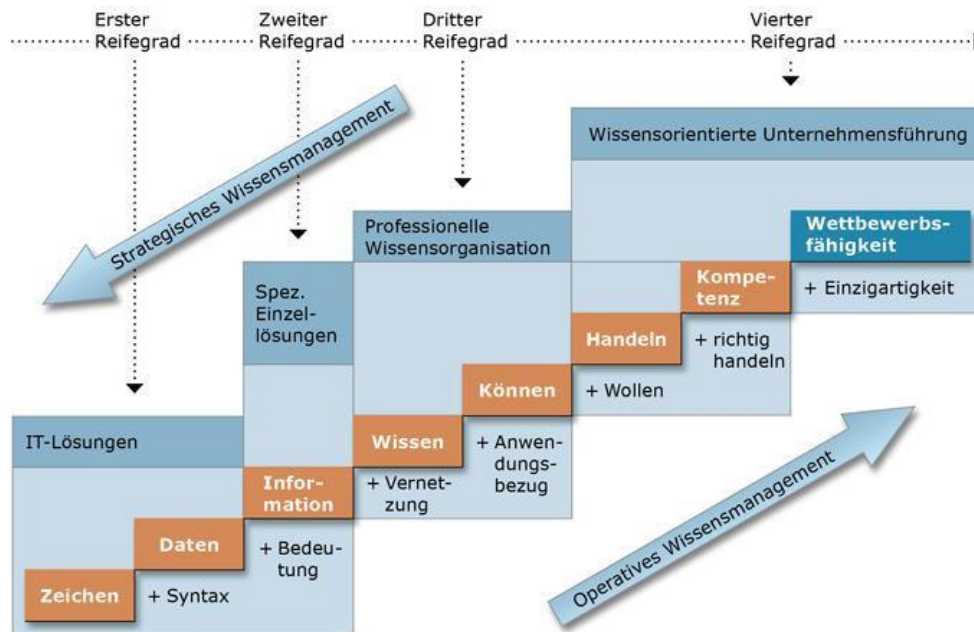 Erster
Reifegrad
Zweiter
Reifegrad
Dritter
Reifegrad
Vierter
Reifegrad
Strategisches Wissensmanagement
Wissensorientierte Unternehmensführung
Professionelle
Wissensorganisation
Wettbewerbs-
fähigkeit
Spez.
Einzel-
lösungen
Kompe-
tenz
+ Einzigartigkeit
Handeln
+ richtig
handeln
Können
+ Wollen
IT-Lösungen
Wissen
+ Anwen-
dungs-
bezug
Infor-
mation
+ Vernet-
zung
Daten
+ Bedeu-
tung
Zeichen
+ Syntax
Operatives Wissensmanagement